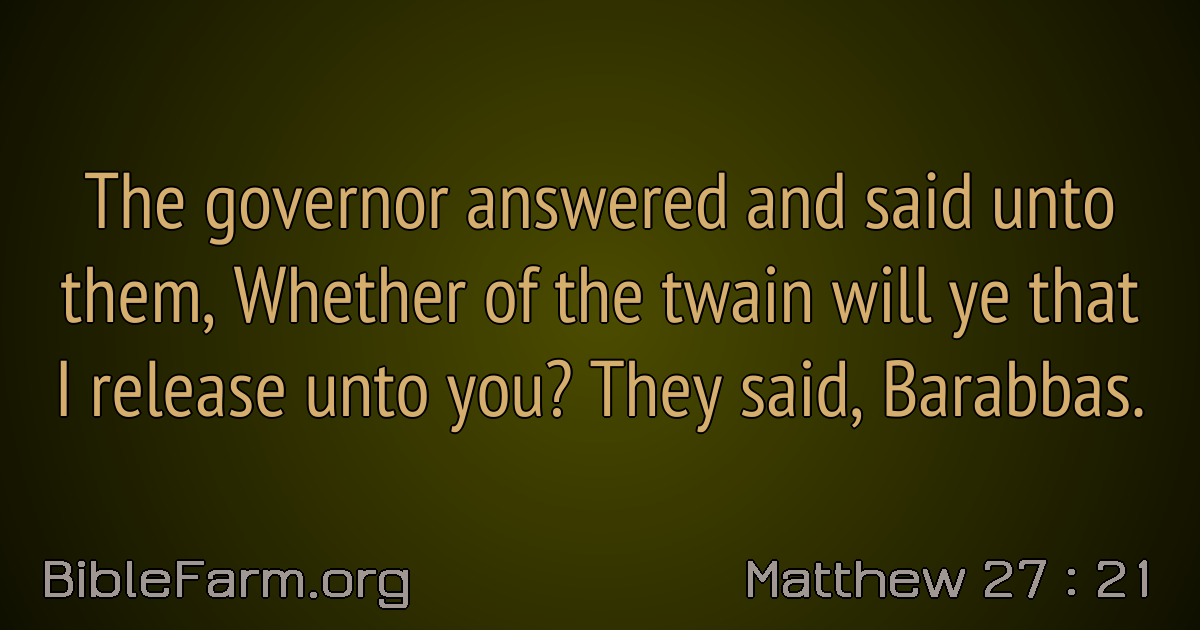 The governor answered and said unto
them, Whether of the twain will ye that
I release unto you? They said, Barabbas.
BibleFarm.org
Matthew 27 : 21